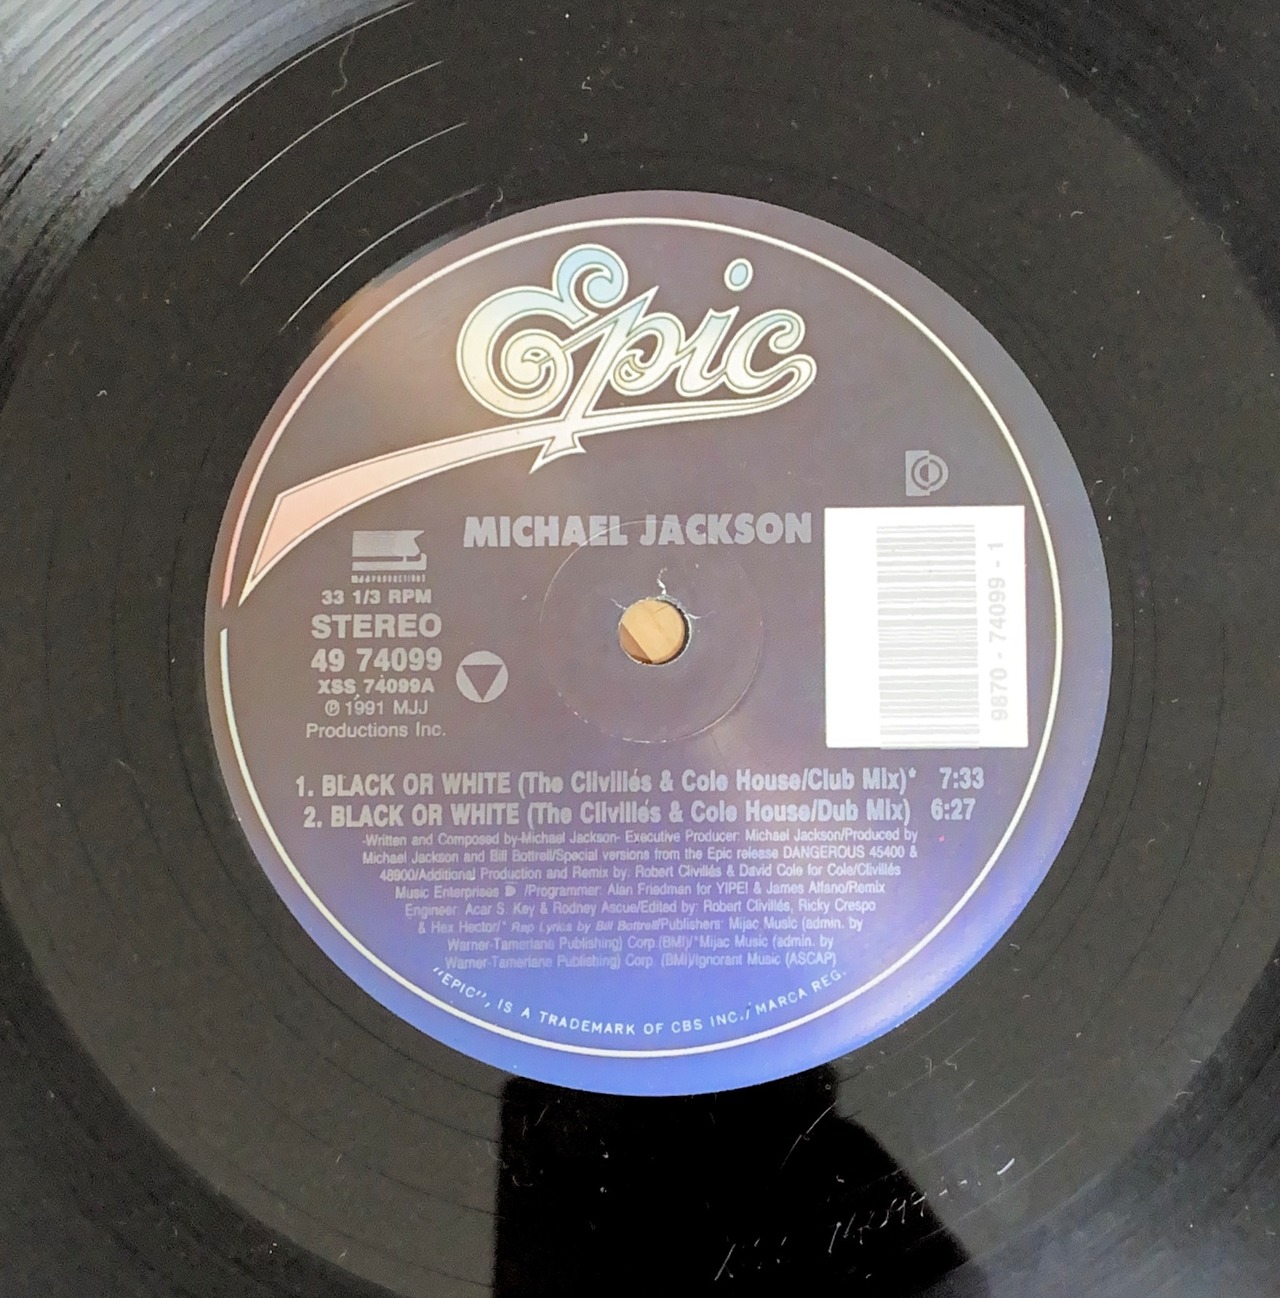 Epic
MICHAEL JACKSON
MJJ PRODUCTIONS
33 1/3 RPM
STEREO
49 74099
XSS 74099A
℗ 1991 MJJ
Productions Inc.
9870 - 74099 - 1
1. BLACK OR WHITE (The Clivillés & Cole House/Club Mix)* 7:33
2. BLACK OR WHITE (The Clivillés & Cole House/Dub Mix) 6:27
-Written and Composed by-Michael Jackson- Executive Producer: Michael Jackson/Produced by
Michael Jackson and Bill Bottrell/Special versions from the Epic release DANGEROUS 45400 &
48900/Additional Production and Remix by: Robert Clivillés & David Cole for Cole/Clivillés
Music Enterprises /Programmer: Alan Friedman for YIPE! & James Alfano/Remix
Engineer: Acar S. Key & Rodney Ascue/Edited by: Robert Clivillés, Ricky Crespo
& Hex Hector/* Rap Lyrics by Bill Bottrell/Publishers: Mijac Music (admin. by
Warner-Tamerlane Publishing) Corp (BMI)/*Mijac Music (admin. by
Warner-Tamerlane Publishing) Corp. (BMI)/Ignorant Music (ASCAP)
"EPIC", IS A TRADEMARK OF CBS INC./MARCA REG.